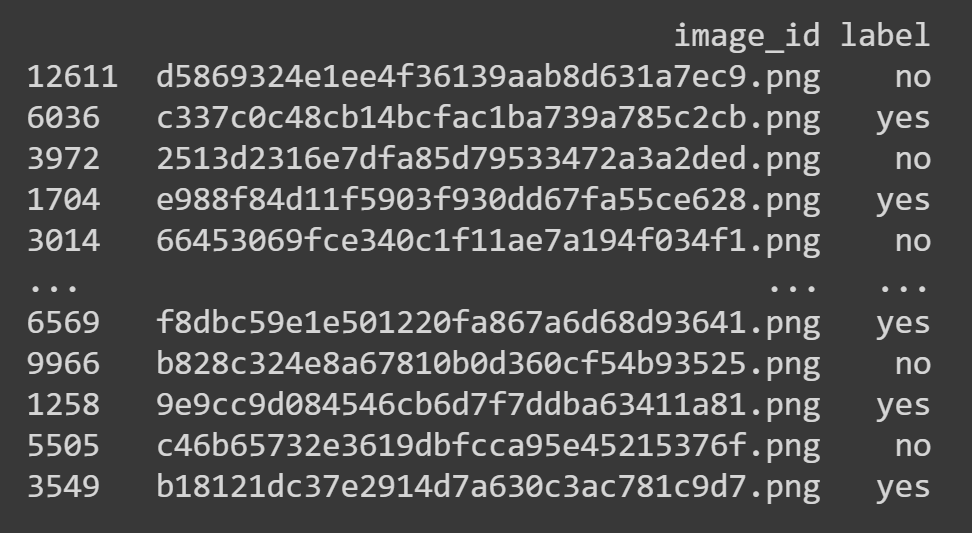 image_id label
12611 d5869324e1ee4f36139aab8d631a7ec9.png no
6036 c337c0c48cb14bcfac1ba739a785c2cb.png yes
3972 2513d2316e7dfa85d79533472a3a2ded.png no
1704 e988f84d11f5903f930dd67fa55ce628.png yes
3014 66453069fce340c1f11ae7a194f034f1.png no
... ... ...
6569 f8dbc59e1e501220fa867a6d68d93641.png yes
9966 b828c324e8a67810b0d360cf54b93525.png no
1258 9e9cc9d084546cb6d7f7ddba63411a81.png yes
5505 c46b65732e3619dbfcca95e45215376f.png no
3549 b18121dc37e2914d7a630c3ac781c9d7.png yes